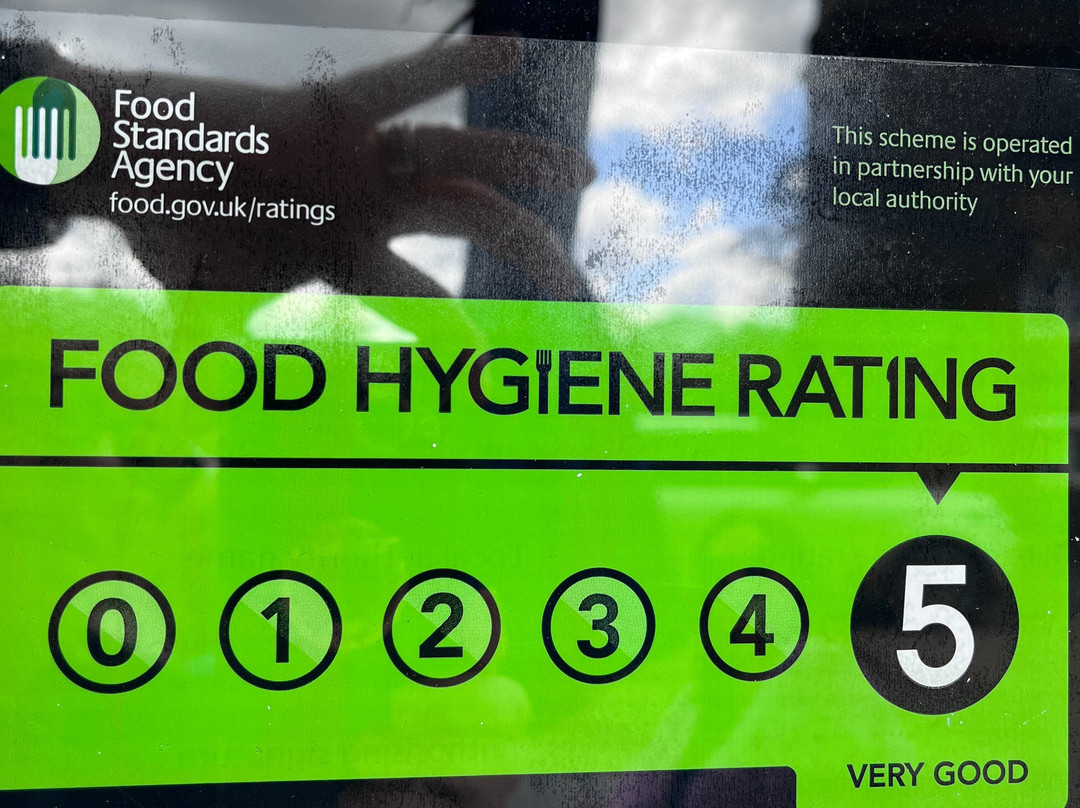 Food
Standards
Agency
food.gov.uk/ratings
This scheme is operated
in partnership with your
local authority
FOOD HYGIENE RATING
0 1 2 3 4 5
VERY GOOD